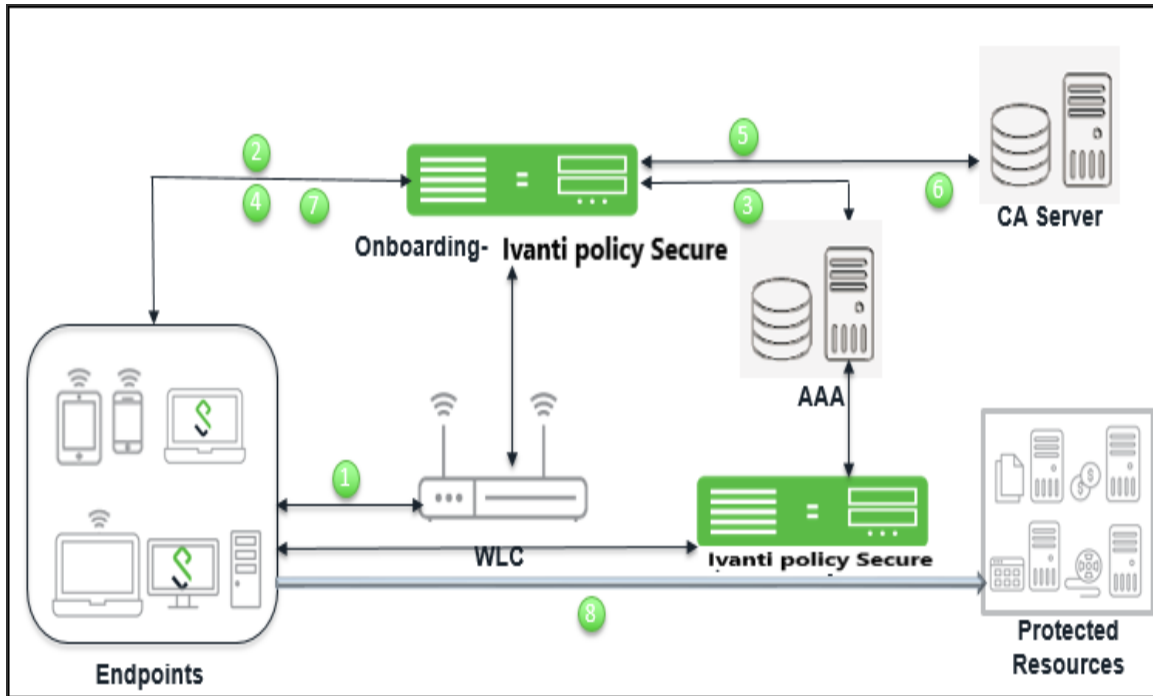 5
2
4
7
3
6
CA Server
Onboarding- Ivanti policy Secure
AAA
1
WLC
Ivanti policy Secure
8
Endpoints
Protected
Resources